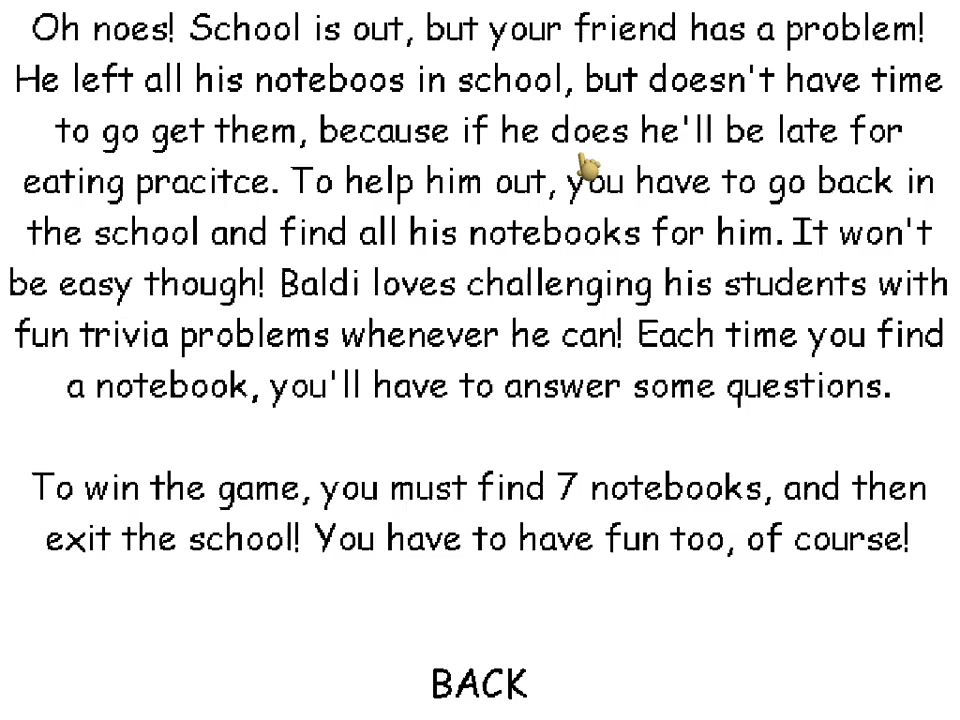 Oh noes! School is out, but your friend has a problem!
He left all his noteboos in school, but doesn't have time
to go get them, because if he does he'll be late for
eating pracitce. To help him out, you have to go back in
the school and find all his notebooks for him. It won't
be easy though! Baldi loves challenging his students with
fun trivia problems whenever he can! Each time you find
a notebook, you'll have to answer some questions.
To win the game, you must find 7 notebooks, and then
exit the school! You have to have fun too, of course!
BACK